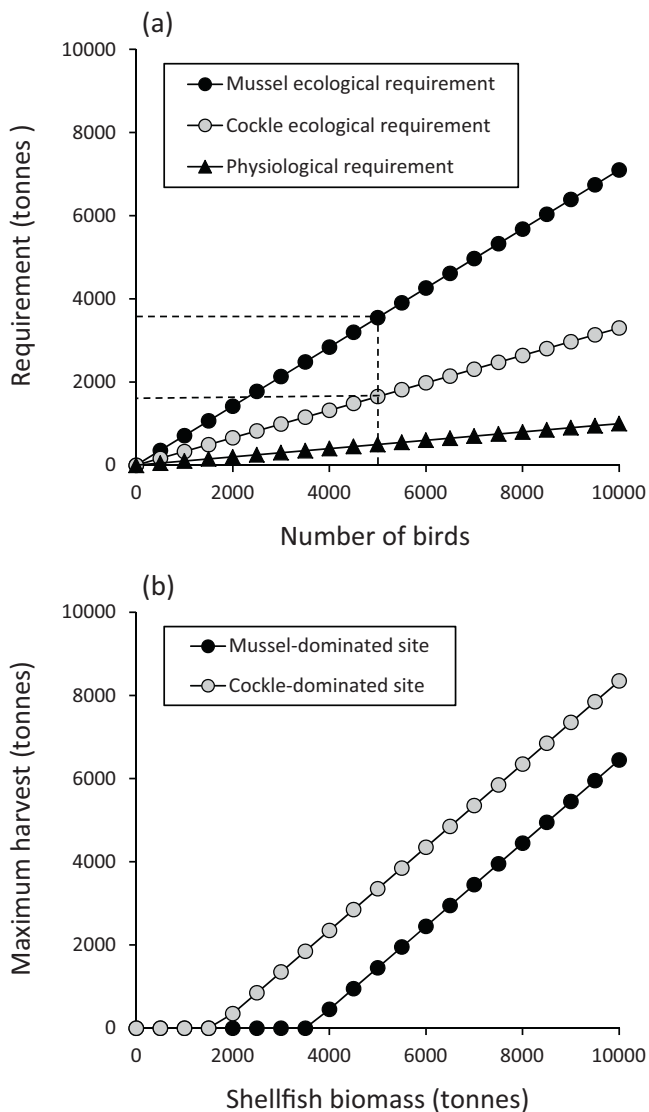 (a)
10000
8000
6000
4000
2000
0
Requirement (tonnes )
Mussel ecological requirement
Cockle ecological requirement
Physiological requirement
0 2000 4000 6000 8000 10000
Number of birds
(b)
10000
8000
6000
4000
2000
0
Maximum harvest (tonnes)
Mussel-dominated site
Cockle-dominated site
0 2000 4000 6000 8000 10000
Shellfish biomass (tonnes)